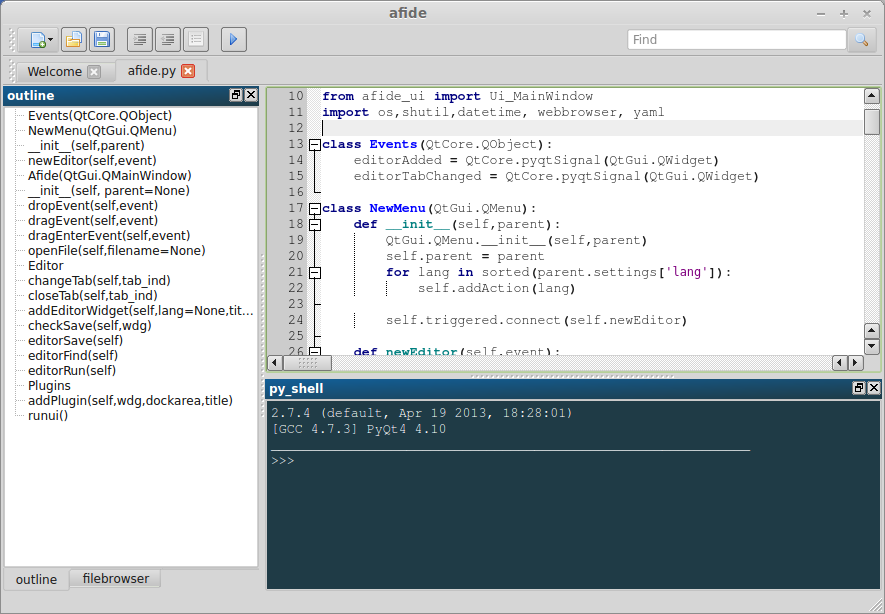 afide
Find
Welcome
afide.py
outline
Events(QtCore.QObject)
NewMenu(QtGui.QMenu)
__init__(self,parent)
newEditor(self,event)
Afide(QtGui.QMainWindow)
__init__(self, parent=None)
dropEvent(self,event)
dragEvent(self,event)
dragEnterEvent(self,event)
openFile(self,filename=None)
Editor
changeTab(self,tab_ind)
closeTab(self,tab_ind)
addEditorWidget(self,lang=None,tit...
checkSave(self,wdg)
editorSave(self)
editorFind(self)
editorRun(self)
Plugins
addPlugin(self,wdg,dockarea,title)
runui()
outline
filebrowser
10 from afide_ui import Ui_MainWindow
11 import os,shutil,datetime, webbrowser, yaml
12
13 class Events(QtCore.QObject):
14 editorAdded = QtCore.pyqtSignal(QtGui.QWidget)
15 editorTabChanged = QtCore.pyqtSignal(QtGui.QWidget)
16
17 class NewMenu(QtGui.QMenu):
18 def __init__(self,parent):
19 QtGui.QMenu.__init__(self,parent)
20 self.parent = parent
21 for lang in sorted(parent.settings['lang']):
22 self.addAction(lang)
23
24 self.triggered.connect(self.newEditor)
25
26 def newEditor(self,event):
py_shell
2.7.4 (default, Apr 19 2013, 18:28:01)
[GCC 4.7.3] PyQt4 4.10
>>>